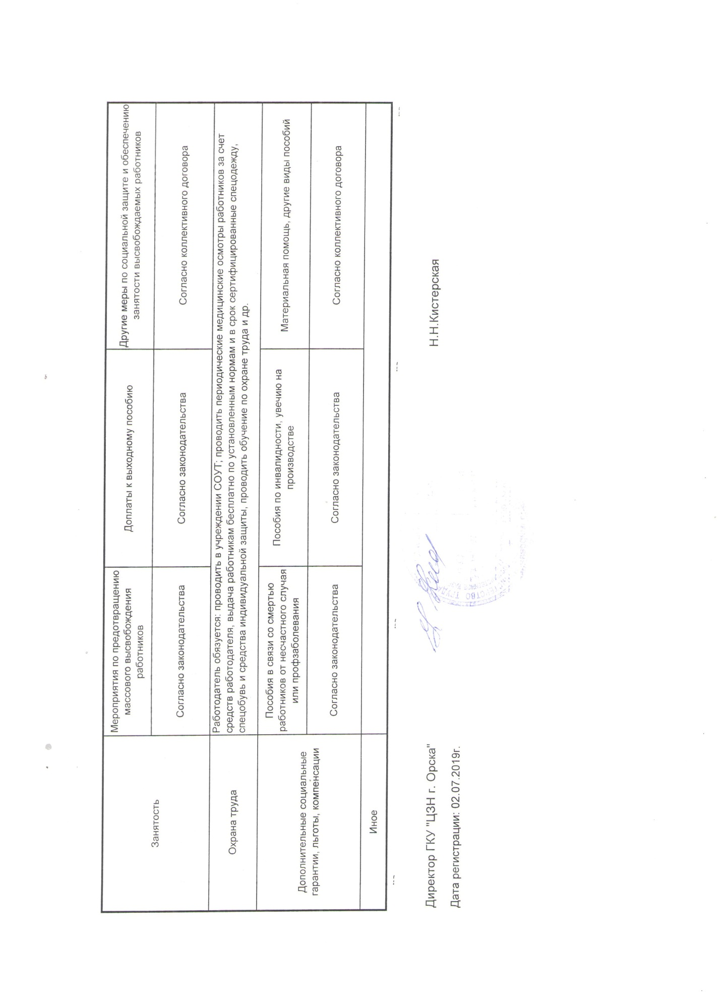 Занятость
Мероприятия по предотвращению
массового высвобождения
работников
Доплаты к выходному пособию
Другие меры по социальной защите и обеспечению
занятости высвобождаемых работников
Согласно законодательства
Согласно законодательства
Согласно коллективного договора
Охрана труда
Работодатель обязуется: проводить в учреждении СОУТ; проводить периодические медицинские осмотры работников за счет
средств работодателя, выдача работникам бесплатно по установленным нормам и в срок сертифицированные спецодежду,
спецобувь и средства индивидуальной защиты, проводить обучение по охране труда и др.
Дополнительные социальные
гарантии, льготы, компенсации
Пособия в связи со смертью
работников от несчастного случая
или профзаболевания
Пособия по инвалидности, увечию на
производстве
Материальная помощь, другие виды пособий
Согласно законодательства
Согласно законодательства
Согласно коллективного договора
Иное
Директор ГКУ "ЦЗН г. Орска"
Н.Н.Кистерская
Дата регистрации: 02.07.2019г.